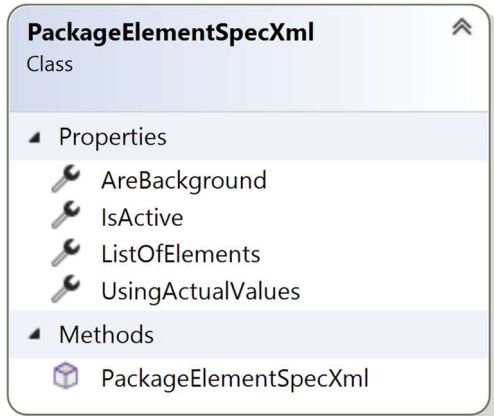 PackageElementSpecXml
Class
Properties
AreBackground
IsActive
ListOfElements
UsingActualValues
Methods
PackageElementSpecXml